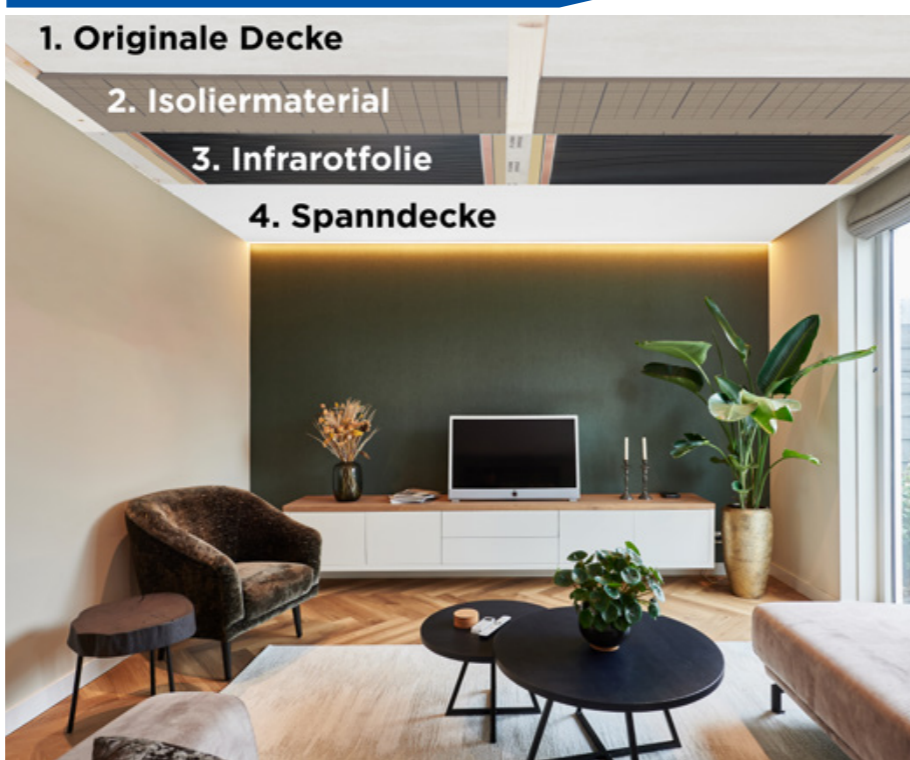 1. Originale Decke
2. Isoliermaterial
3. Infrarotfolie
4. Spanndecke